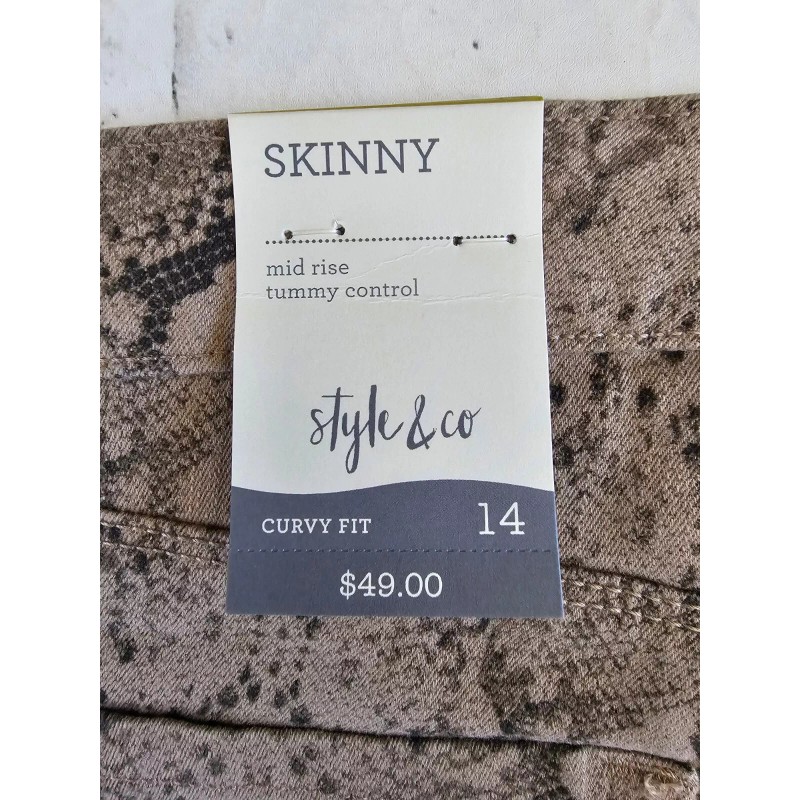 SKINNY
mid rise
tummy control
style & co
CURVY FIT 14
$49.00